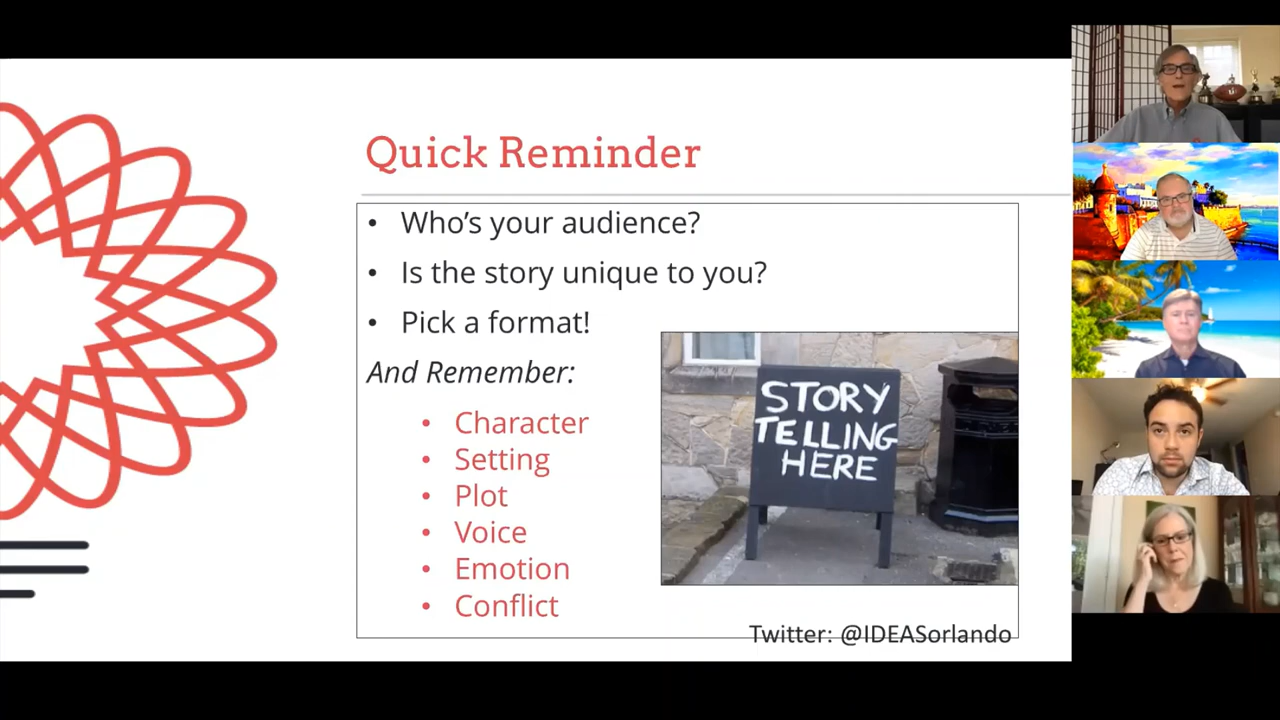 Quick Reminder
• Who's your audience?
• Is the story unique to you?
• Pick a format!
And Remember:
• Character
• Setting
• Plot
• Voice
• Emotion
• Conflict
STORY
TELLING
HERE
Twitter: @IDEASorlando